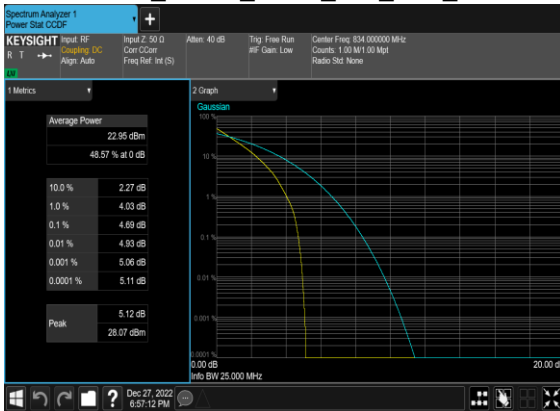 Spectrum Analyzer 1
Power Stat CCDF
+
KEYSIGHT
R T
LXI
Input: RF
Coupling: DC
Align: Auto
Input Z: 50 Ω
Corr CCorr
Freq Ref: Int (S)
Atten: 40 dB
Trig: Free Run
#IF Gain: Low
Center Freq: 834.000000 MHz
Counts: 1.00 M/1.00 Mpt
Radio Std: None
1 Metrics
Average Power
22.95 dBm
48.57 % at 0 dB
10.0 % 2.27 dB
1.0 % 4.03 dB
0.1 % 4.69 dB
0.01 % 4.93 dB
0.001 % 5.06 dB
0.0001 % 5.11 dB
Peak
5.12 dB
28.07 dBm
2 Graph
Gaussian
100 %
10 %
1 %
0.1 %
0.01 %
0.001 %
0.0001 %
0.00 dB
20.00 d
Info BW 25.000 MHz
?
Dec 27, 2022
6:57:12 PM